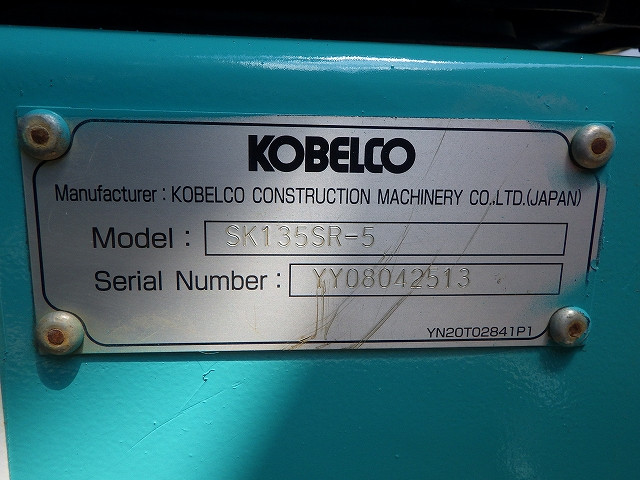 KOBELCO
Manufacturer : KOBELCO CONSTRUCTION MACHINERY CO.,LTD.(JAPAN)
Model : SK135SR-5
Serial Number : YY08042513
YN20T02841P1